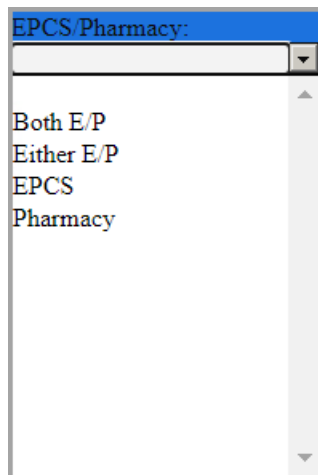 EPCS/Pharmacy:
Both E/P
Either E/P
EPCS
Pharmacy